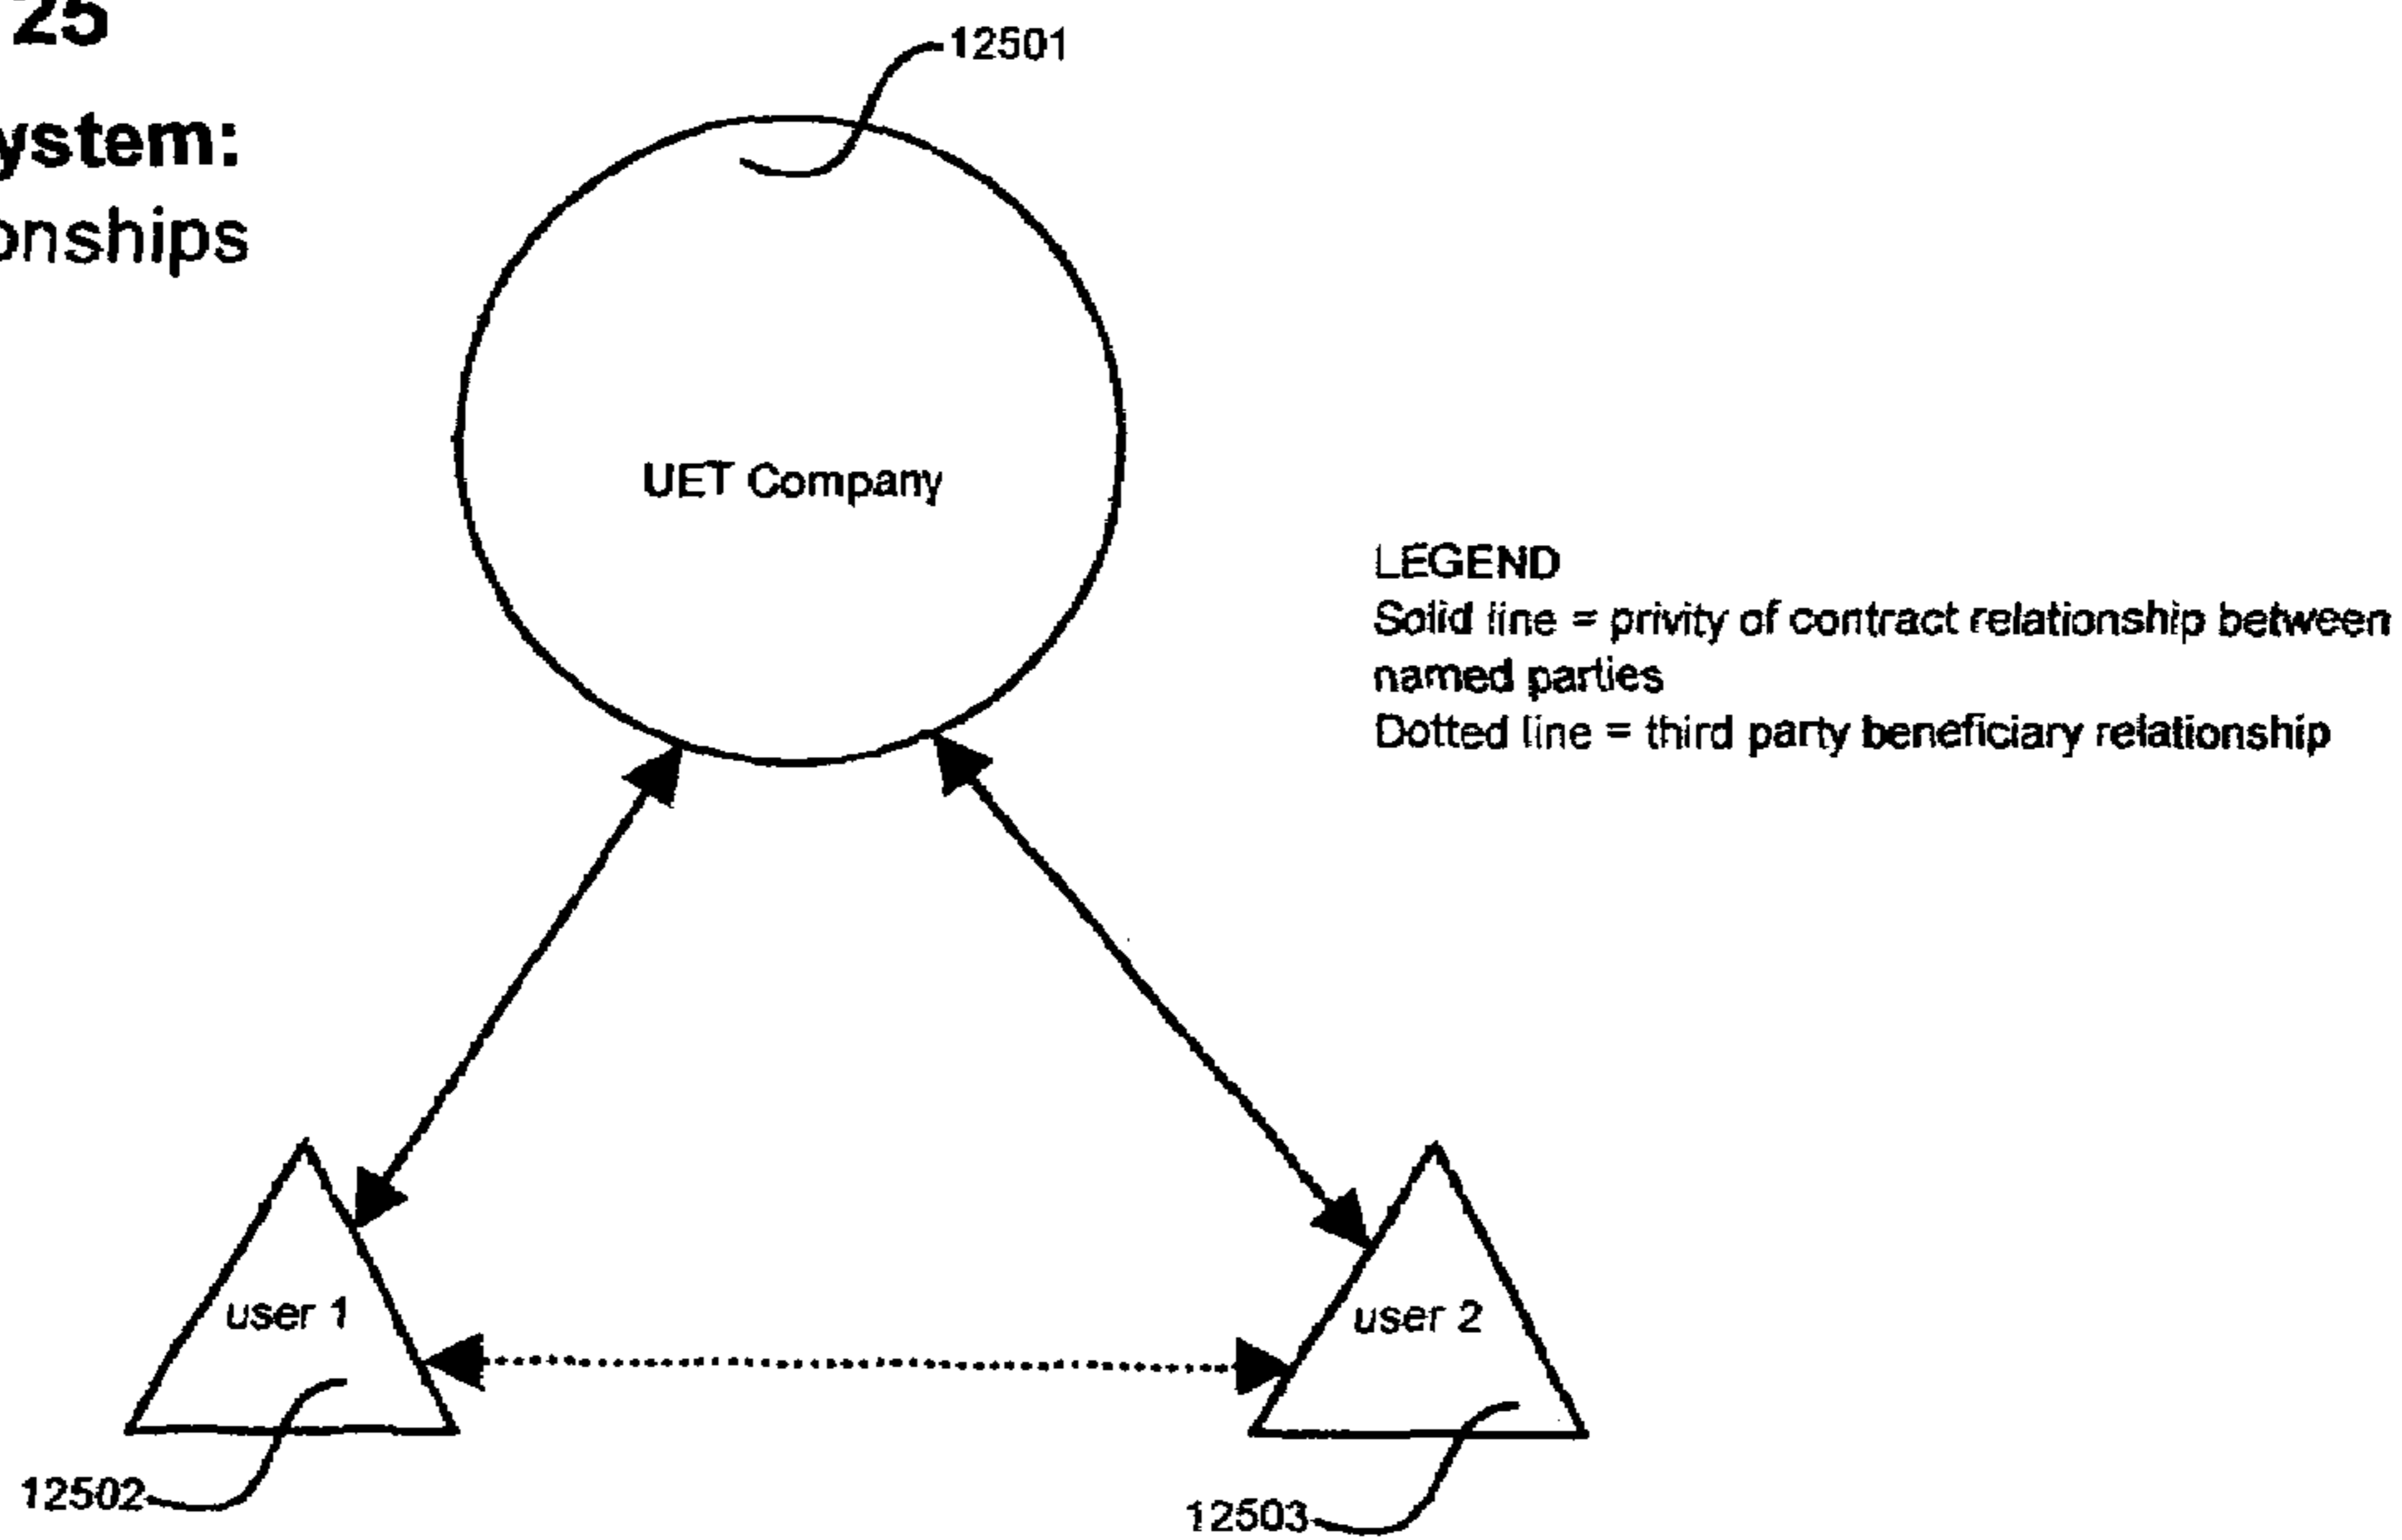 25
ystem:
onships
12501
UET Company
LEGEND
Solid line = privity of contract relationship between
named parties
Dotted line = third party beneficiary relationship
user 1
user 2
12502
12503